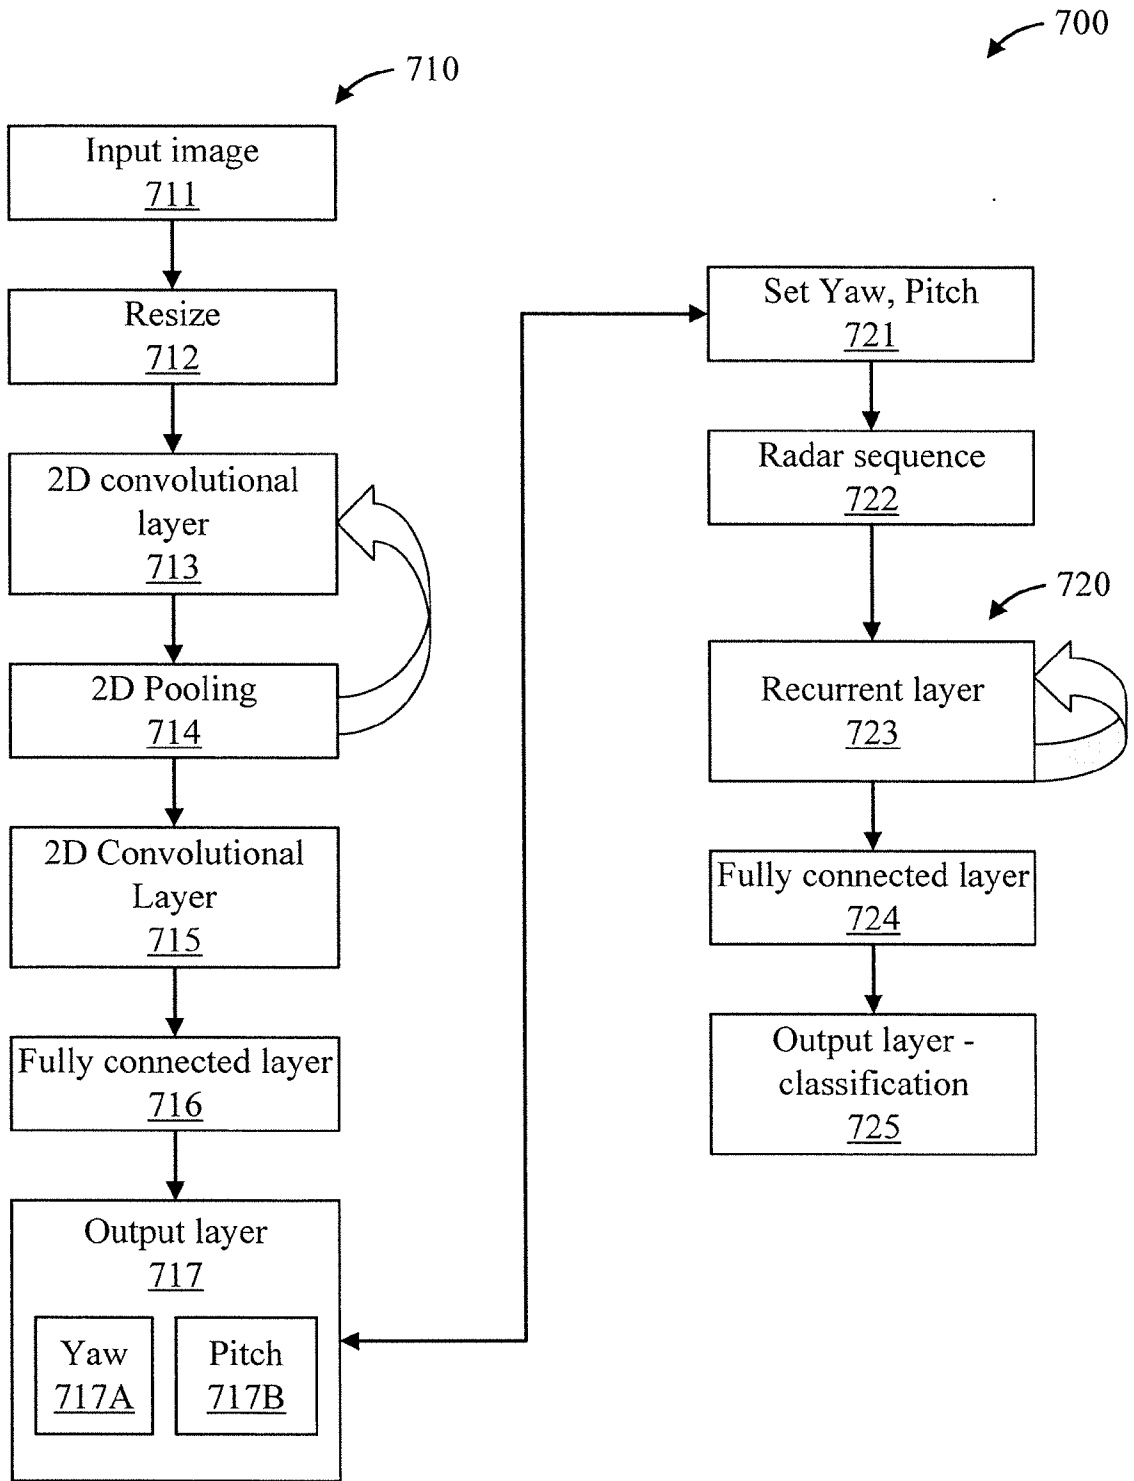 700
710
Input image
711
Resize
712
2D convolutional
layer
713
2D Pooling
714
2D Convolutional
Layer
715
Fully connected layer
716
Output layer
717
Yaw
717A
Pitch
717B
Set Yaw, Pitch
721
Radar sequence
722
720
Recurrent layer
723
Fully connected layer
724
Output layer -
classification
725